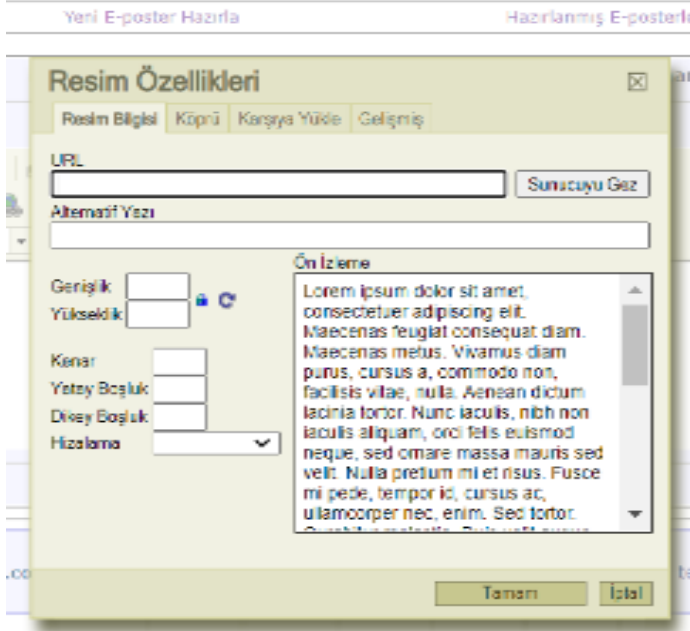 Yeni E-poster Hazırla
Hazırlanmış E-posterle
Resim Özellikleri
Resim Bilgisi Köprü Karşıya Yükle Gelişmiş
URL
Sunucuyu Gez
Alternatif Yazı
Ön İzleme
Genişlik
Yükseklik
Kenar
Yatay Boşluk
Dikey Boşluk
Hizalama
Lorem ipsum dolor sit amet,
consectetuer adipiscing elit.
Maecenas feugiat consequat diam.
Maecenas metus. Vivamus diam
purus, cursus a, commodo non,
facilisis vitae, nulla. Aenean dictum
lacinia tortor. Nunc iaculis, nibh non
iaculis aliquam, orci felis euismod
neque, sed ornare massa mauris sed
velit. Nulla pretium mi et risus. Fusce
mi pede, tempor id, cursus ac,
ullamcorper nec, enim. Sed tortor.
.co
Tamam İptal